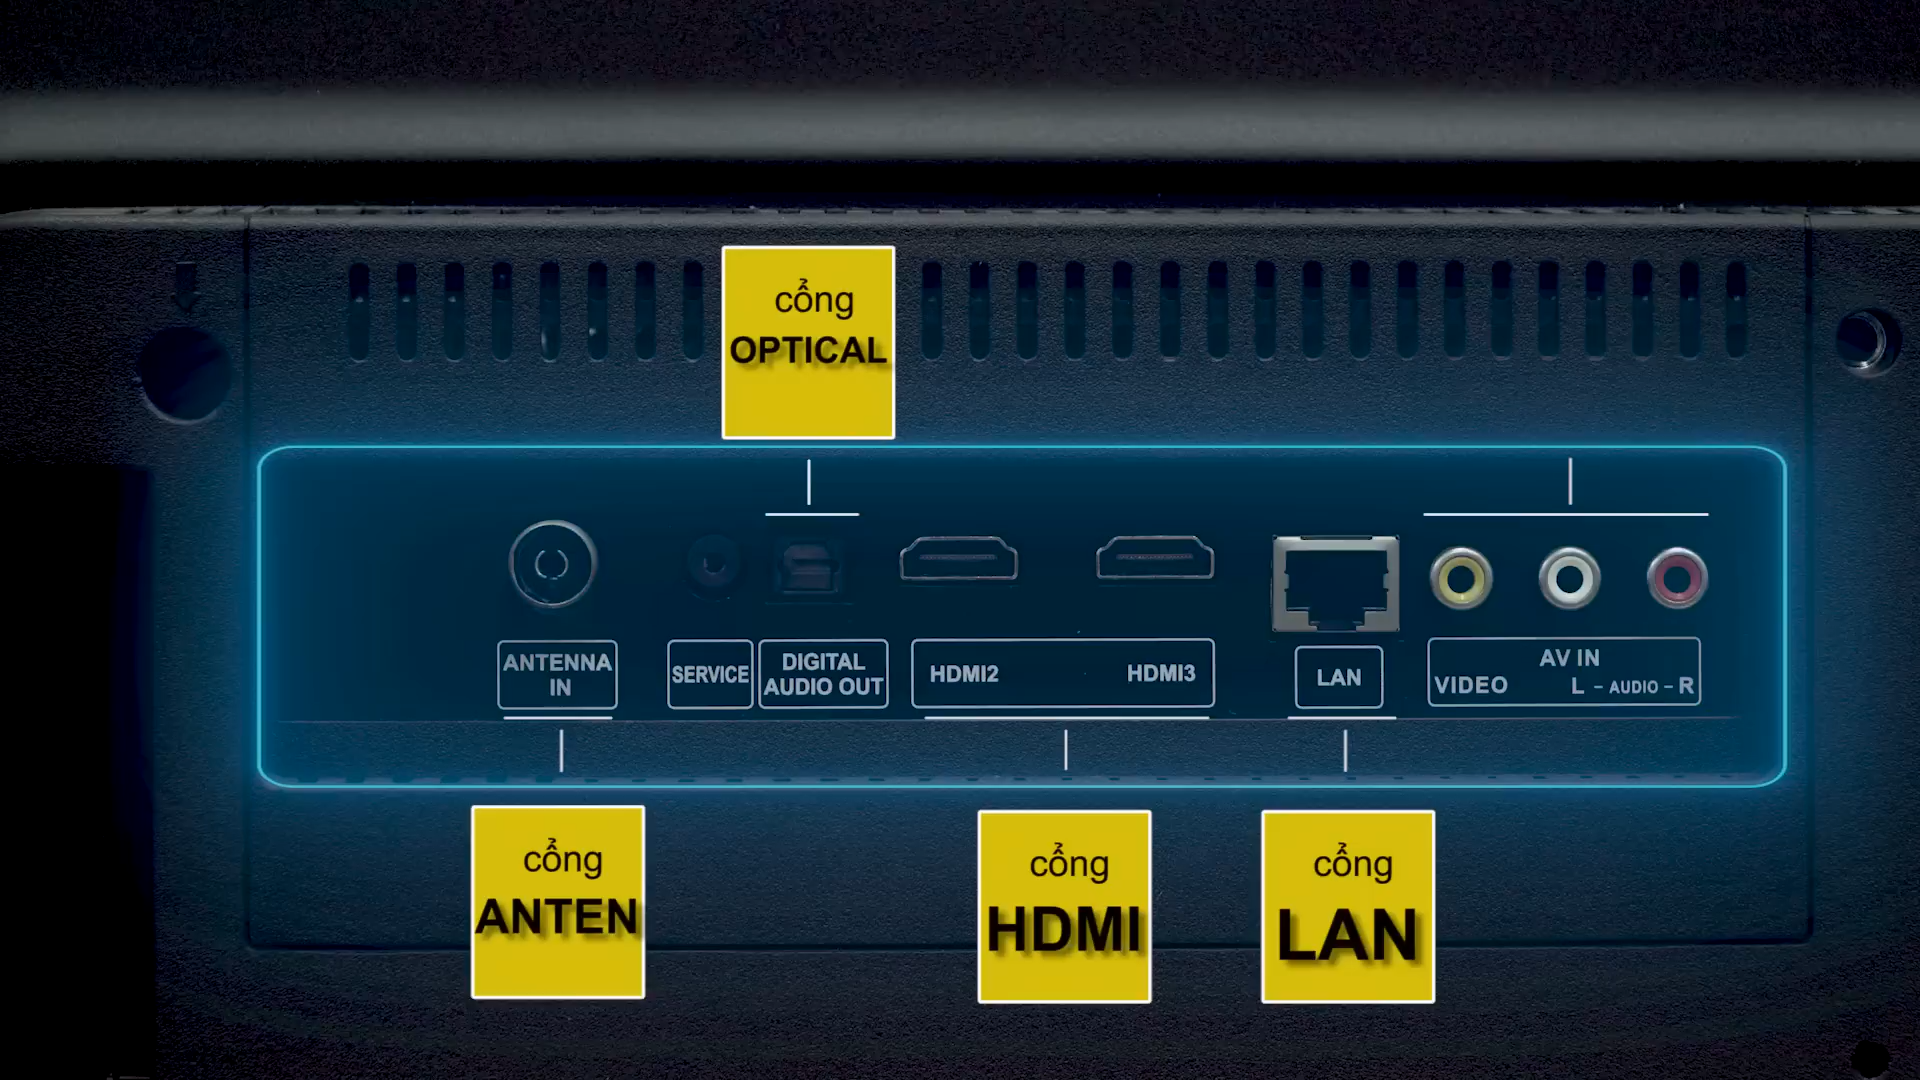 cổng
OPTICAL
ANTENNA
IN
SERVICE
DIGITAL
AUDIO OUT
HDMI2
HDMI3
LAN
AV IN
VIDEO
L - AUDIO - R
cổng
ANTEN
cổng
HDMI
cổng
LAN